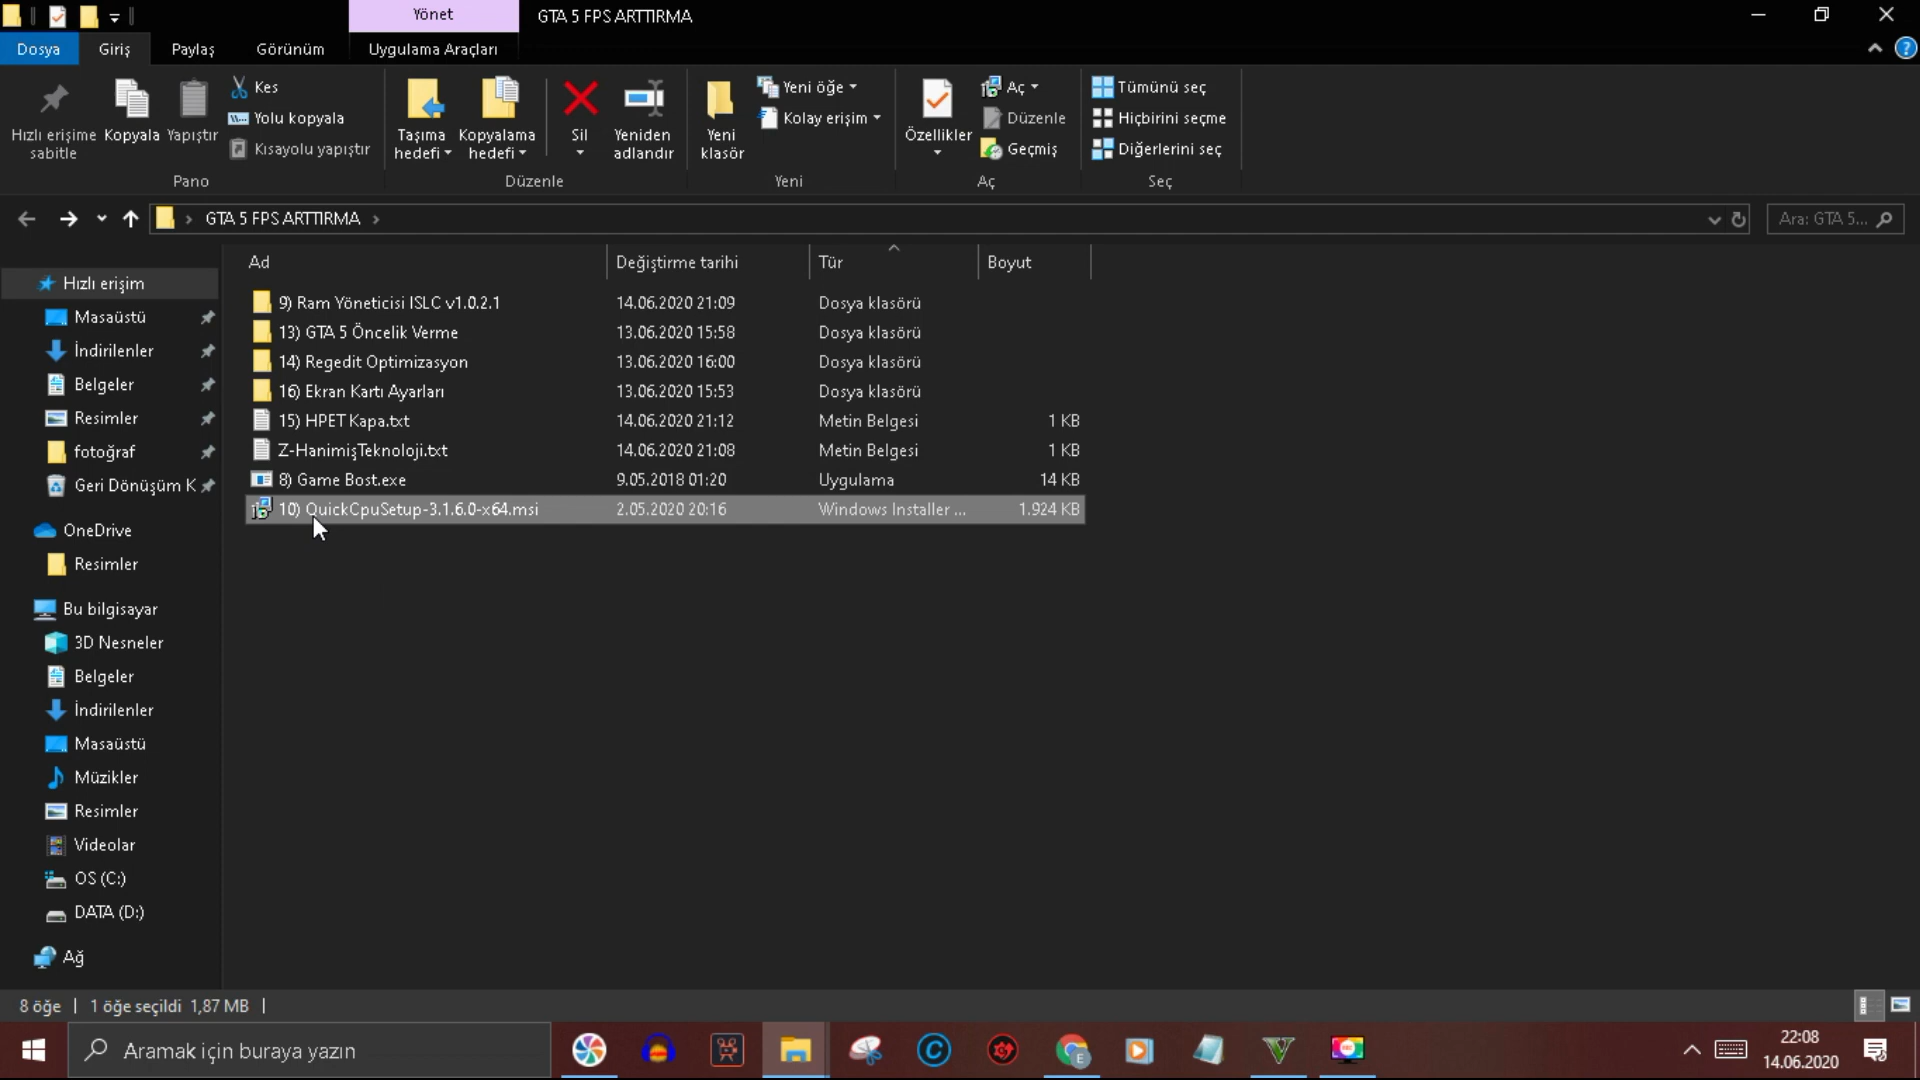 Yönet
GTA 5 FPS ARTTIRMA
Dosya
Giriş
Paylaş
Görünüm
Uygulama Araçları
Hızlı erişime sabitle
Kopyala
Yapıştır
Kes
Yolu kopyala
Kısayolu yapıştır
Pano
Taşıma hedefi
Kopyalama hedefi
Sil
Yeniden adlandır
Düzenle
Yeni klasör
Yeni öğe
Kolay erişim
Yeni
Özellikler
Aç
Düzenle
Geçmiş
Aç
Tümünü seç
Hiçbirini seçme
Diğerlerini seç
Seç
GTA 5 FPS ARTTIRMA
Ara: GTA 5...
Ad Değiştirme tarihi Tür Boyut
9) Ram Yöneticisi ISLC v1.0.2.1 14.06.2020 21:09 Dosya klasörü
13) GTA 5 Öncelik Verme 13.06.2020 15:58 Dosya klasörü
14) Regedit Optimizasyon 13.06.2020 16:00 Dosya klasörü
16) Ekran Kartı Ayarları 13.06.2020 15:53 Dosya klasörü
15) HPET Kapa.txt 14.06.2020 21:12 Metin Belgesi 1 KB
Z-HanimişTeknoloji.txt 14.06.2020 21:08 Metin Belgesi 1 KB
8) Game Bost.exe 9.05.2018 01:20 Uygulama 14 KB
10) QuickCpuSetup-3.1.6.0-x64.msi 2.05.2020 20:16 Windows Installer ... 1.924 KB
Hızlı erişim
Masaüstü
İndirilenler
Belgeler
Resimler
fotoğraf
Geri Dönüşüm K
OneDrive
Resimler
Bu bilgisayar
3D Nesneler
Belgeler
İndirilenler
Masaüstü
Müzikler
Resimler
Videolar
OS (C:)
DATA (D:)
Ağ
8 öğe 1 öğe seçildi 1,87 MB
Aramak için buraya yazın
22:08
14.06.2020